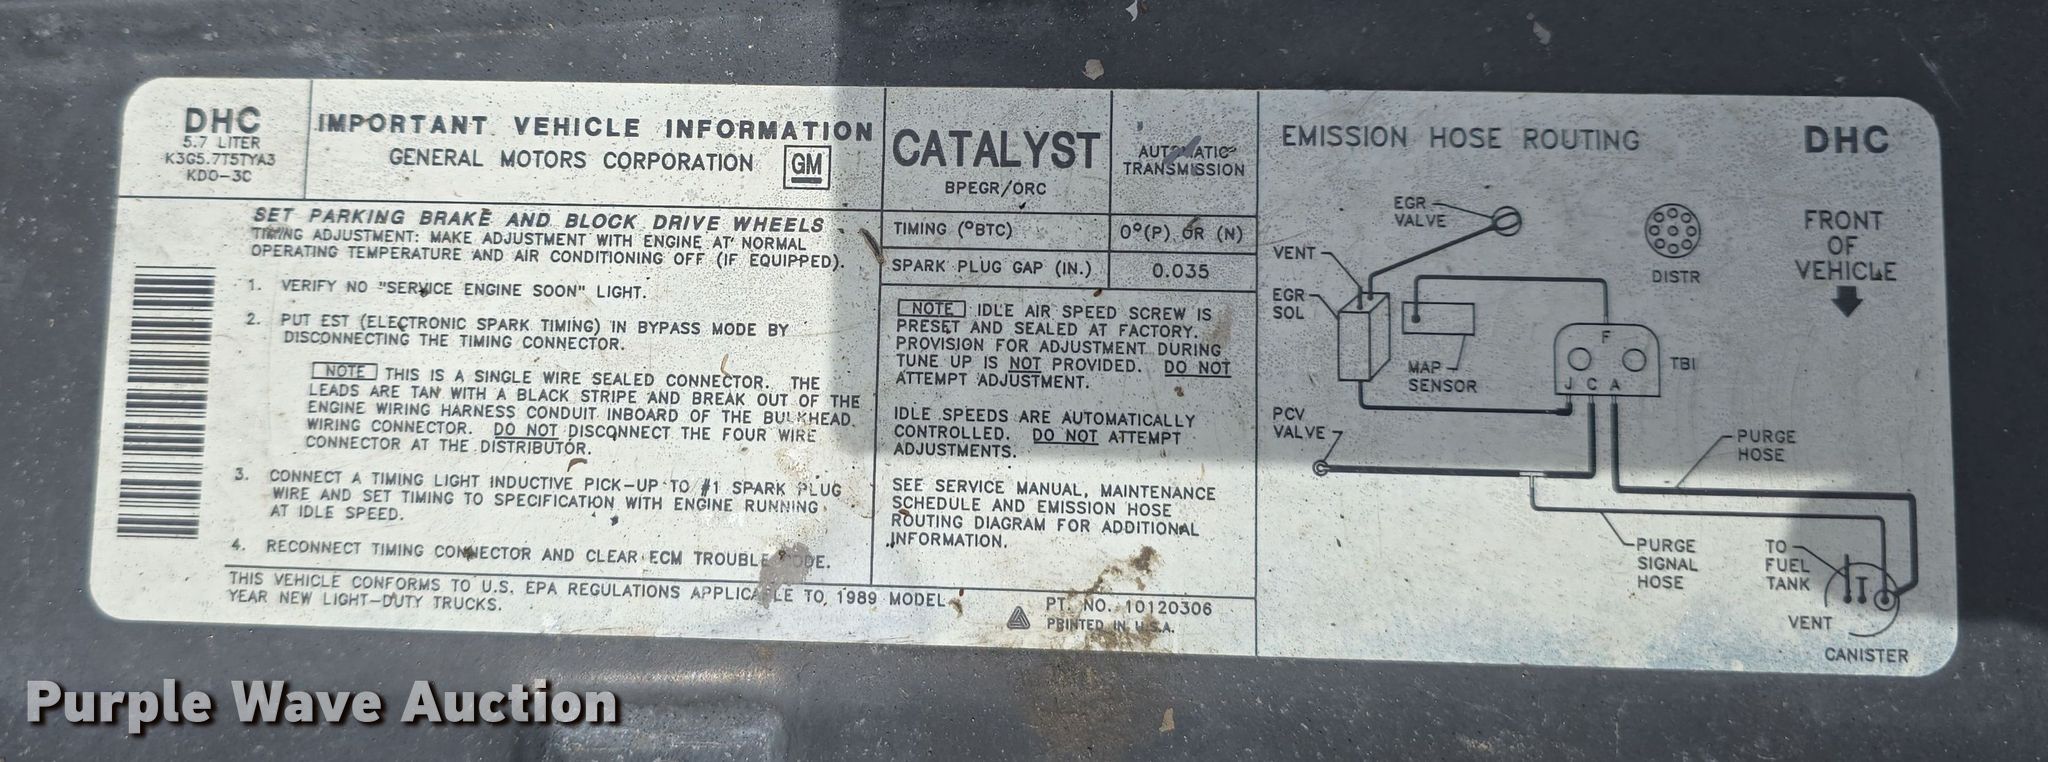 DHC
5.7 LITER
K3G5.7T5TYA3
KDO-3C
IMPORTANT VEHICLE INFORMATION
GENERAL MOTORS CORPORATION GM
CATALYST
BPEGR/ORC
AUTOMATIC
TRANSMISSION
TIMING (°BTC) 0°(P) OR (N)
SPARK PLUG GAP (IN.) 0.035
SET PARKING BRAKE AND BLOCK DRIVE WHEELS
TIMING ADJUSTMENT: MAKE ADJUSTMENT WITH ENGINE AT NORMAL
OPERATING TEMPERATURE AND AIR CONDITIONING OFF (IF EQUIPPED).
1. VERIFY NO "SERVICE ENGINE SOON" LIGHT.
2. PUT EST (ELECTRONIC SPARK TIMING) IN BYPASS MODE BY
DISCONNECTING THE TIMING CONNECTOR.
NOTE THIS IS A SINGLE WIRE SEALED CONNECTOR. THE
LEADS ARE TAN WITH A BLACK STRIPE AND BREAK OUT OF THE
ENGINE WIRING HARNESS CONDUIT INBOARD OF THE BULKHEAD
WIRING CONNECTOR. DO NOT DISCONNECT THE FOUR WIRE
CONNECTOR AT THE DISTRIBUTOR.
3. CONNECT A TIMING LIGHT INDUCTIVE PICK-UP TO #1 SPARK PLUG
WIRE AND SET TIMING TO SPECIFICATION WITH ENGINE RUNNING
AT IDLE SPEED.
4. RECONNECT TIMING CONNECTOR AND CLEAR ECM TROUBLE CODE.
THIS VEHICLE CONFORMS TO U.S. EPA REGULATIONS APPLICABLE TO 1989 MODEL
YEAR NEW LIGHT-DUTY TRUCKS.
NOTE IDLE AIR SPEED SCREW IS
PRESET AND SEALED AT FACTORY.
PROVISION FOR ADJUSTMENT DURING
TUNE UP IS NOT PROVIDED. DO NOT
ATTEMPT ADJUSTMENT.
IDLE SPEEDS ARE AUTOMATICALLY
CONTROLLED. DO NOT ATTEMPT
ADJUSTMENTS.
SEE SERVICE MANUAL, MAINTENANCE
SCHEDULE AND EMISSION HOSE
ROUTING DIAGRAM FOR ADDITIONAL
INFORMATION.
PT. NO. 10120306
PRINTED IN U.S.A.
EMISSION HOSE ROUTING DHC
EGR
VALVE
VENT
EGR
SOL
MAP
SENSOR
DISTR
FRONT
OF
VEHICLE
F
TBI
J C A
PCV
VALVE
PURGE
HOSE
PURGE
SIGNAL
HOSE
TO
FUEL
TANK
VENT
CANISTER
Purple Wave Auction